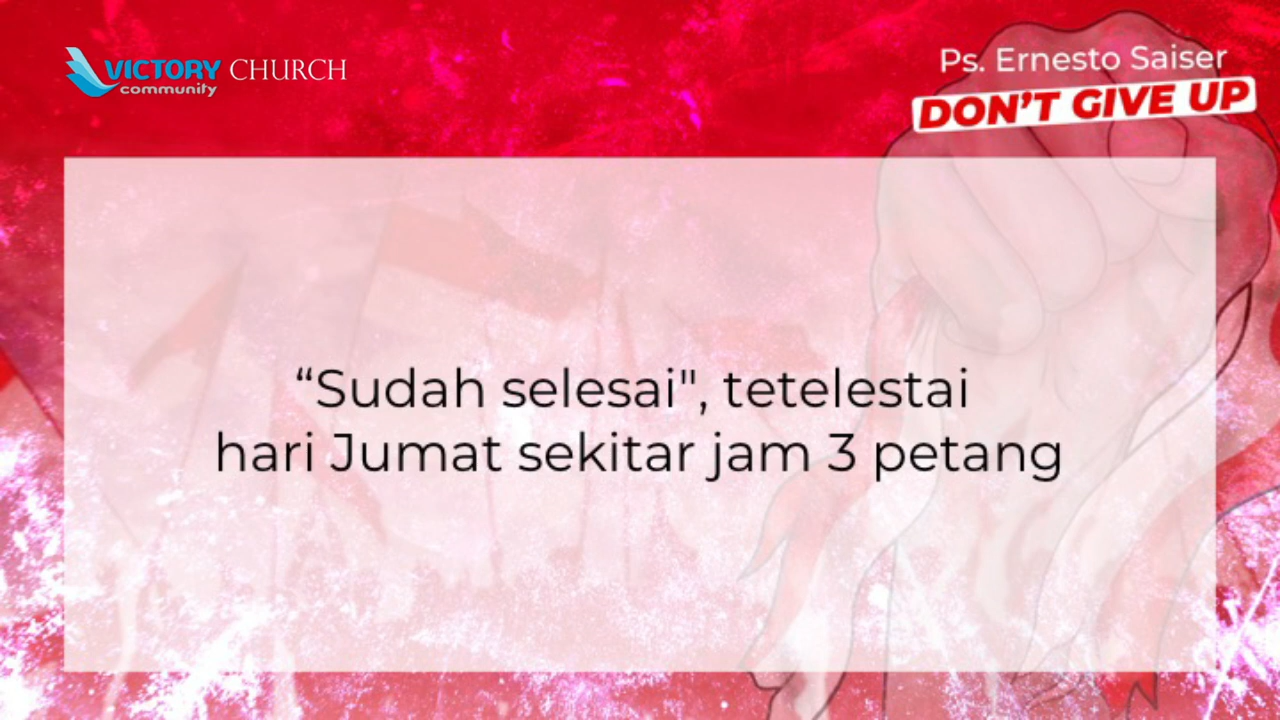 VICTORY CHURCH
community
Ps. Ernesto Saiser
DON'T GIVE UP
“Sudah selesai", tetelestai
hari Jumat sekitar jam 3 petang